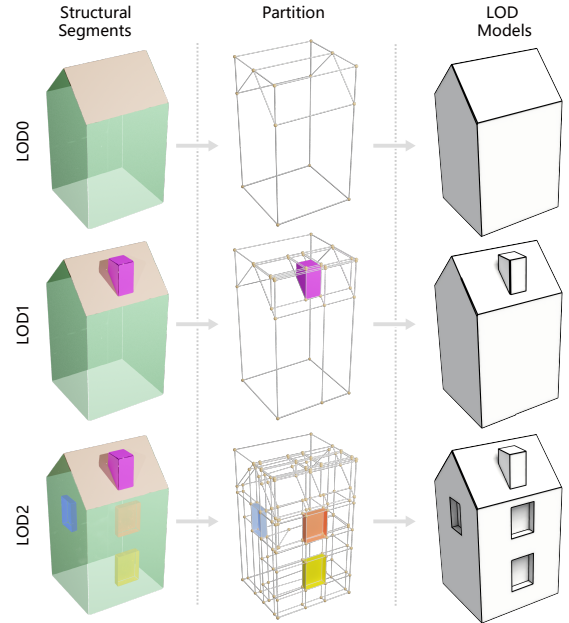 Structural
Segments
Partition
LOD
Models
LOD0
LOD1
LOD2